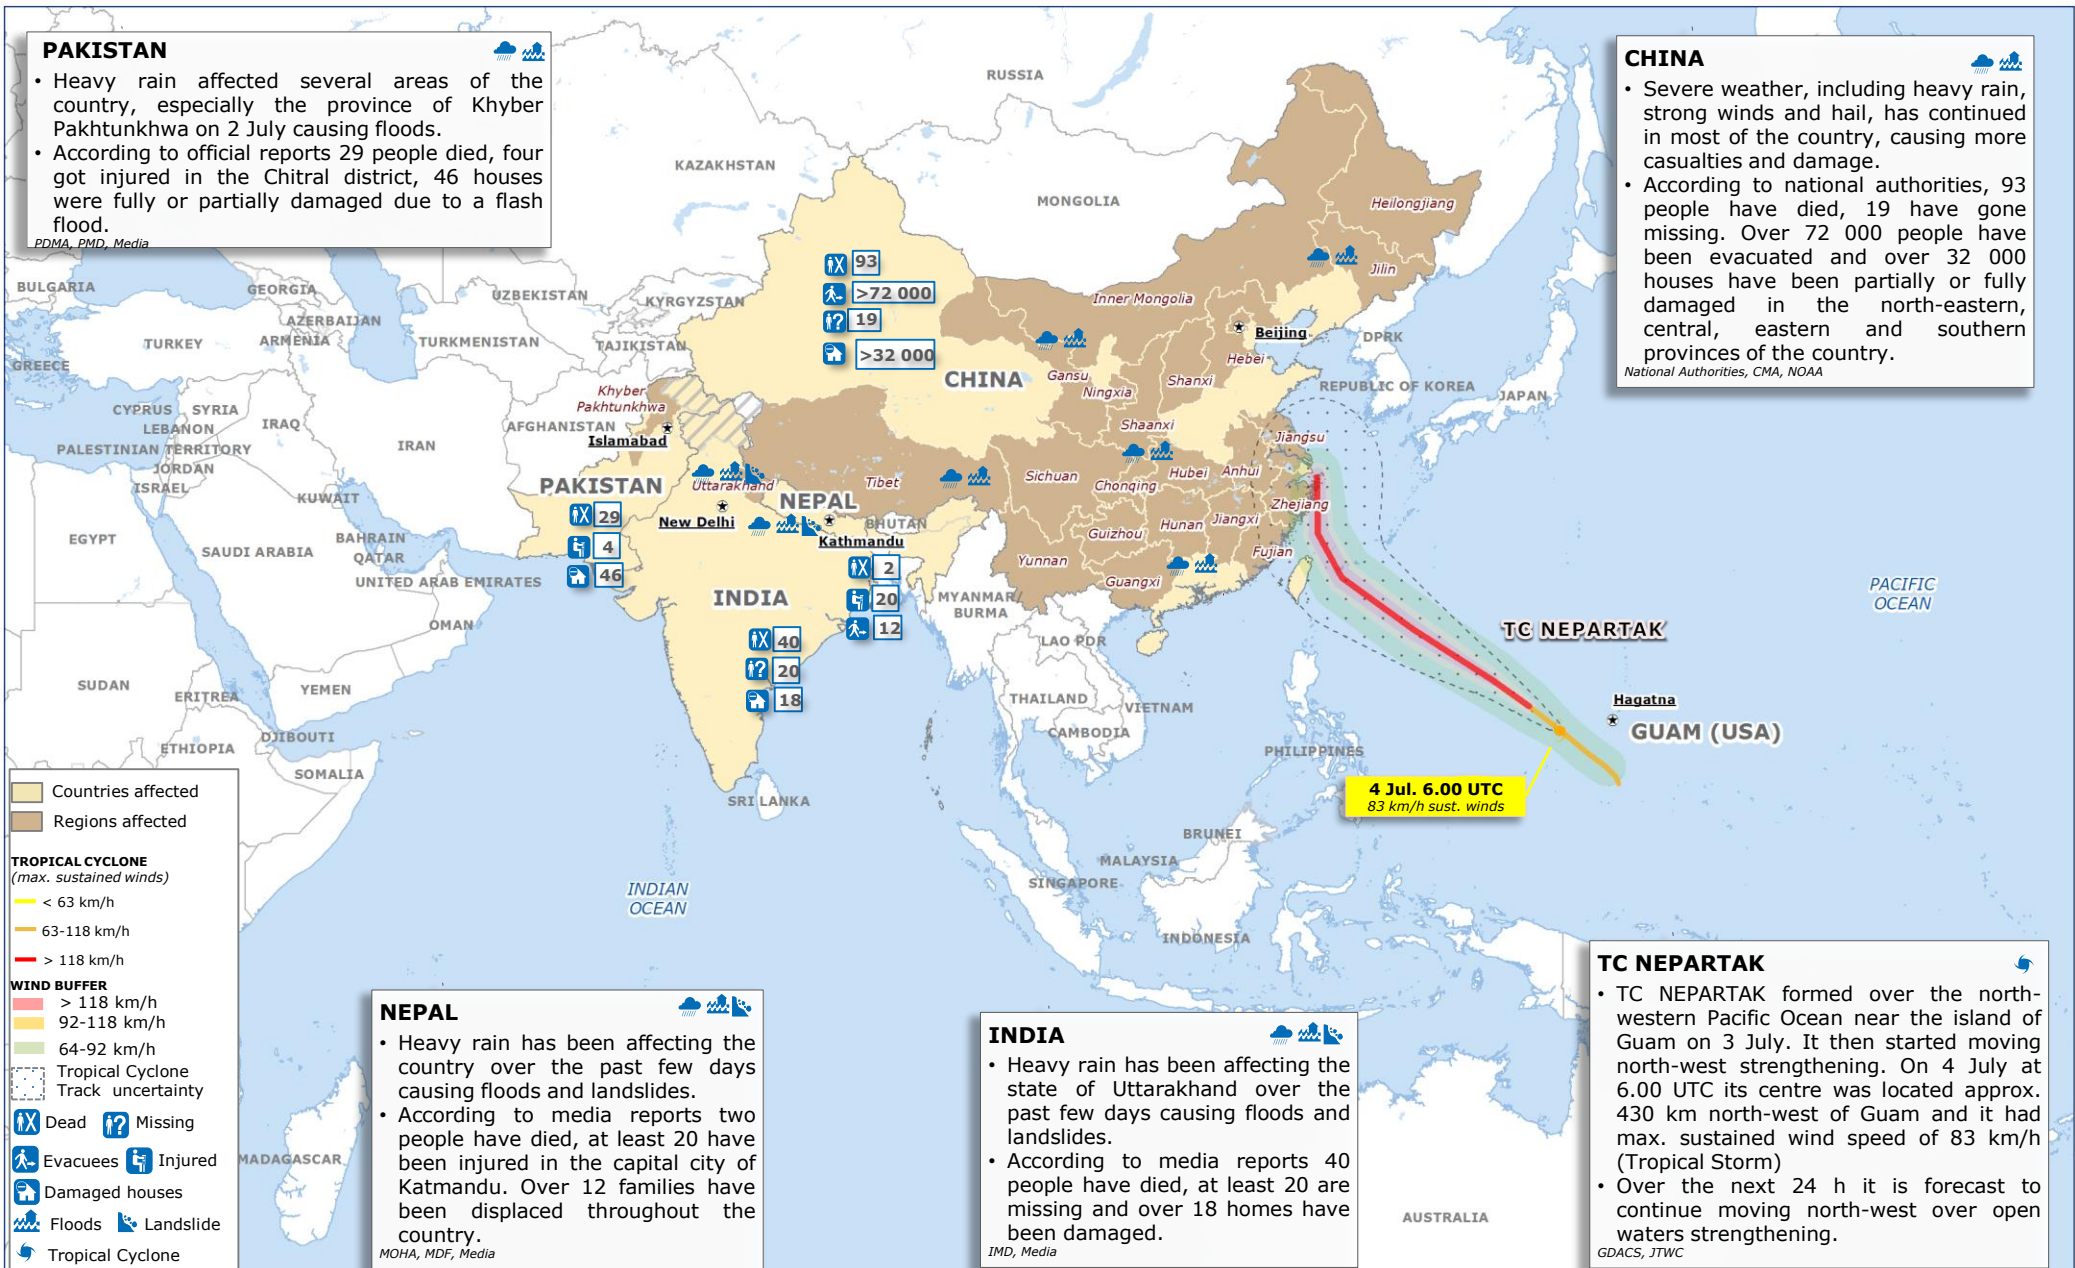 PAKISTAN
• Heavy rain affected several areas of the
country, especially the province of Khyber
Pakhtunkhwa on 2 July causing floods.
• According to official reports 29 people died, four
got injured in the Chitral district, 46 houses
were fully or partially damaged due to a flash
flood.
PDMA, PMD, Media
CHINA
• Severe weather, including heavy rain,
strong winds and hail, has continued
in most of the country, causing more
casualties and damage.
• According to national authorities, 93
people have died, 19 have gone
missing. Over 72 000 people have
been evacuated and over 32 000
houses have been partially or fully
damaged in the north-eastern,
central, eastern and southern
provinces of the country.
National Authorities, CMA, NOAA
RUSSIA
KAZAKHSTAN
MONGOLIA
Heilongjiang
Jilin
Inner Mongolia
93
>72 000
19
>32 000
BULGARIA
GEORGIA
UZBEKISTAN
KYRGYZSTAN
AZERBAIJAN
ARMENIA
TURKEY
TURKMENISTAN
TAJIKISTAN
GREECE
Beijing
DPRK
Hebei
CHINA
Gansu
Ningxia
Shanxi
REPUBLIC OF KOREA
JAPAN
Khyber
Pakhtunkhwa
CYPRUS
SYRIA
LEBANON
IRAQ
IRAN
AFGHANISTAN
Islamabad
PALESTINIAN TERRITORY
JORDAN
ISRAEL
KUWAIT
Shaanxi
Jiangsu
Sichuan
Chongqing
Hubei
Anhui
Tibet
Uttarakhand
PAKISTAN
NEPAL
Zhejiang
New Delhi
BHUTAN
Kathmandu
Guizhou
Hunan
Jiangxi
Yunnan
Fujian
Guangxi
EGYPT
SAUDI ARABIA
BAHRAIN
QATAR
UNITED ARAB EMIRATES
29
4
46
2
20
12
INDIA
MYANMAR/
BURMA
PACIFIC
OCEAN
OMAN
40
20
18
LAO PDR
TC NEPARTAK
SUDAN
ERITREA
YEMEN
THAILAND
VIETNAM
CAMBODIA
Hagatna
GUAM (USA)
PHILIPPINES
ETHIOPIA
DJIBOUTI
SOMALIA
SRI LANKA
4 Jul. 6.00 UTC
83 km/h sust. winds
BRUNEI
MALAYSIA
SINGAPORE
INDONESIA
INDIAN
OCEAN
MADAGASCAR
AUSTRALIA
Countries affected
Regions affected
TROPICAL CYCLONE
(max. sustained winds)
< 63 km/h
63-118 km/h
> 118 km/h
WIND BUFFER
> 118 km/h
92-118 km/h
64-92 km/h
Tropical Cyclone
Track uncertainty
Dead Missing
Evacuees Injured
Damaged houses
Floods Landslide
Tropical Cyclone
NEPAL
• Heavy rain has been affecting the
country over the past few days
causing floods and landslides.
• According to media reports two
people have died, at least 20 have
been injured in the capital city of
Katmandu. Over 12 families have
been displaced throughout the
country.
MOHA, MDF, Media
INDIA
• Heavy rain has been affecting the
state of Uttarakhand over the
past few days causing floods and
landslides.
• According to media reports 40
people have died, at least 20 are
missing and over 18 homes have
been damaged.
IMD, Media
TC NEPARTAK
• TC NEPARTAK formed over the north-
western Pacific Ocean near the island of
Guam on 3 July. It then started moving
north-west strengthening. On 4 July at
6.00 UTC its centre was located approx.
430 km north-west of Guam and it had
max. sustained wind speed of 83 km/h
(Tropical Storm)
• Over the next 24 h it is forecast to
continue moving north-west over open
waters strengthening.
GDACS, JTWC